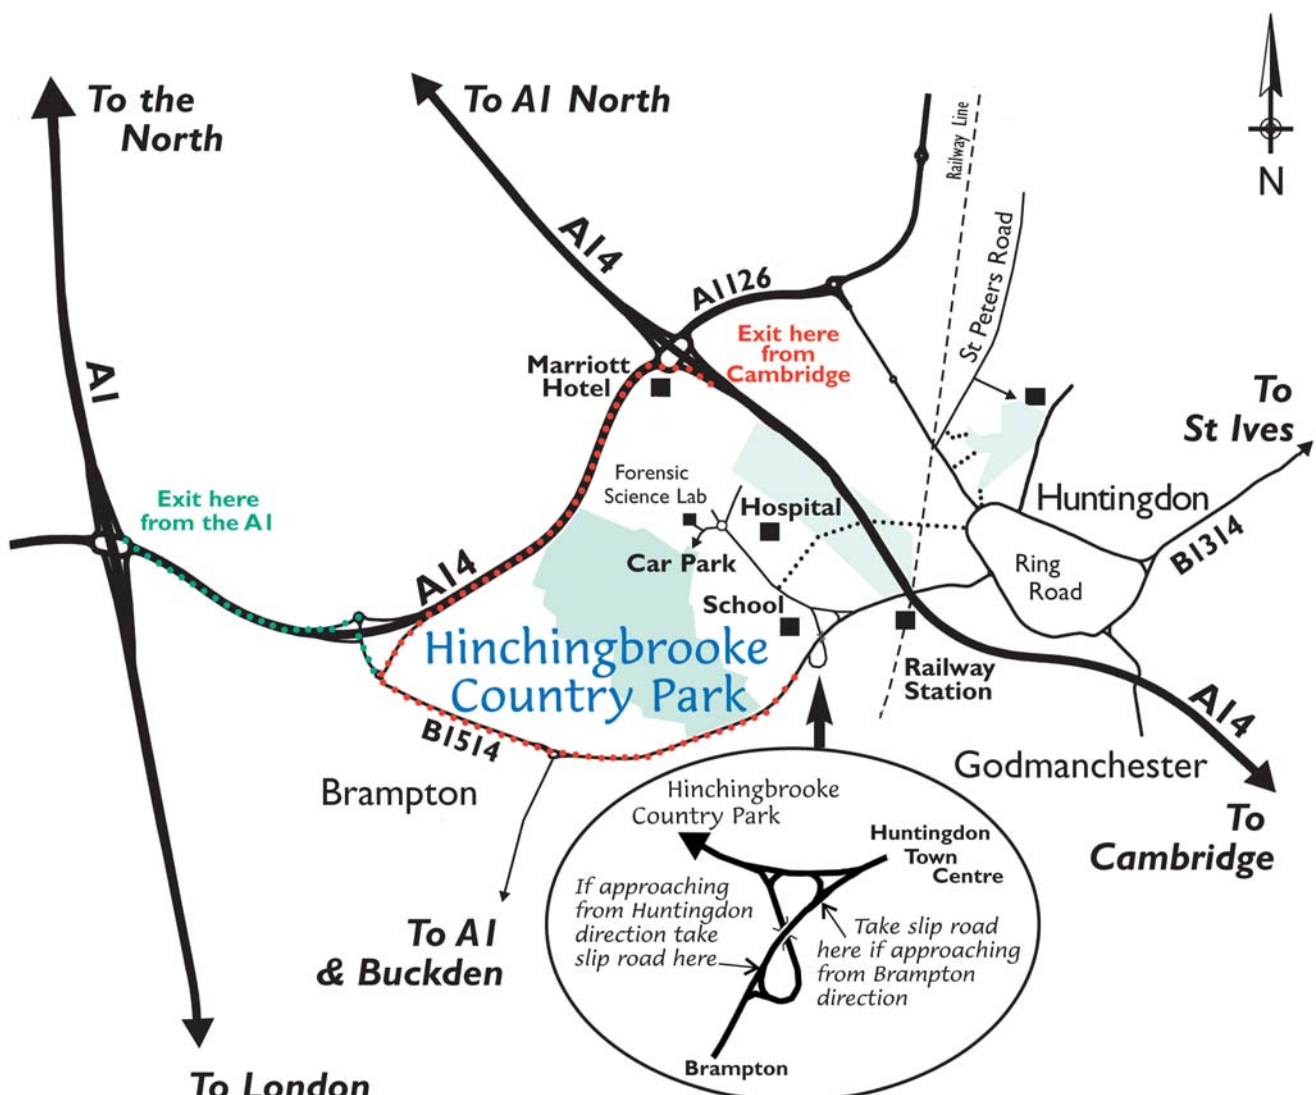 To the
North
To A1 North
Railway Line
N
A14
A1126
St Peters Road
Exit here
from
Cambridge
Marriott
Hotel
A1
To
St Ives
Forensic
Science Lab
Exit here
from the A1
Hospital
Huntingdon
B1314
Car Park
A14
Ring
Road
School
Hinchingbrooke
Country Park
Railway
Station
A14
B1514
Brampton
Godmanchester
To
Cambridge
Hinchingbrooke
Country Park
Huntingdon
Town
Centre
If approaching
from Huntingdon
direction take
slip road here
Take slip road
here if approaching
from Brampton
direction
Brampton
To A1
& Buckden
To London